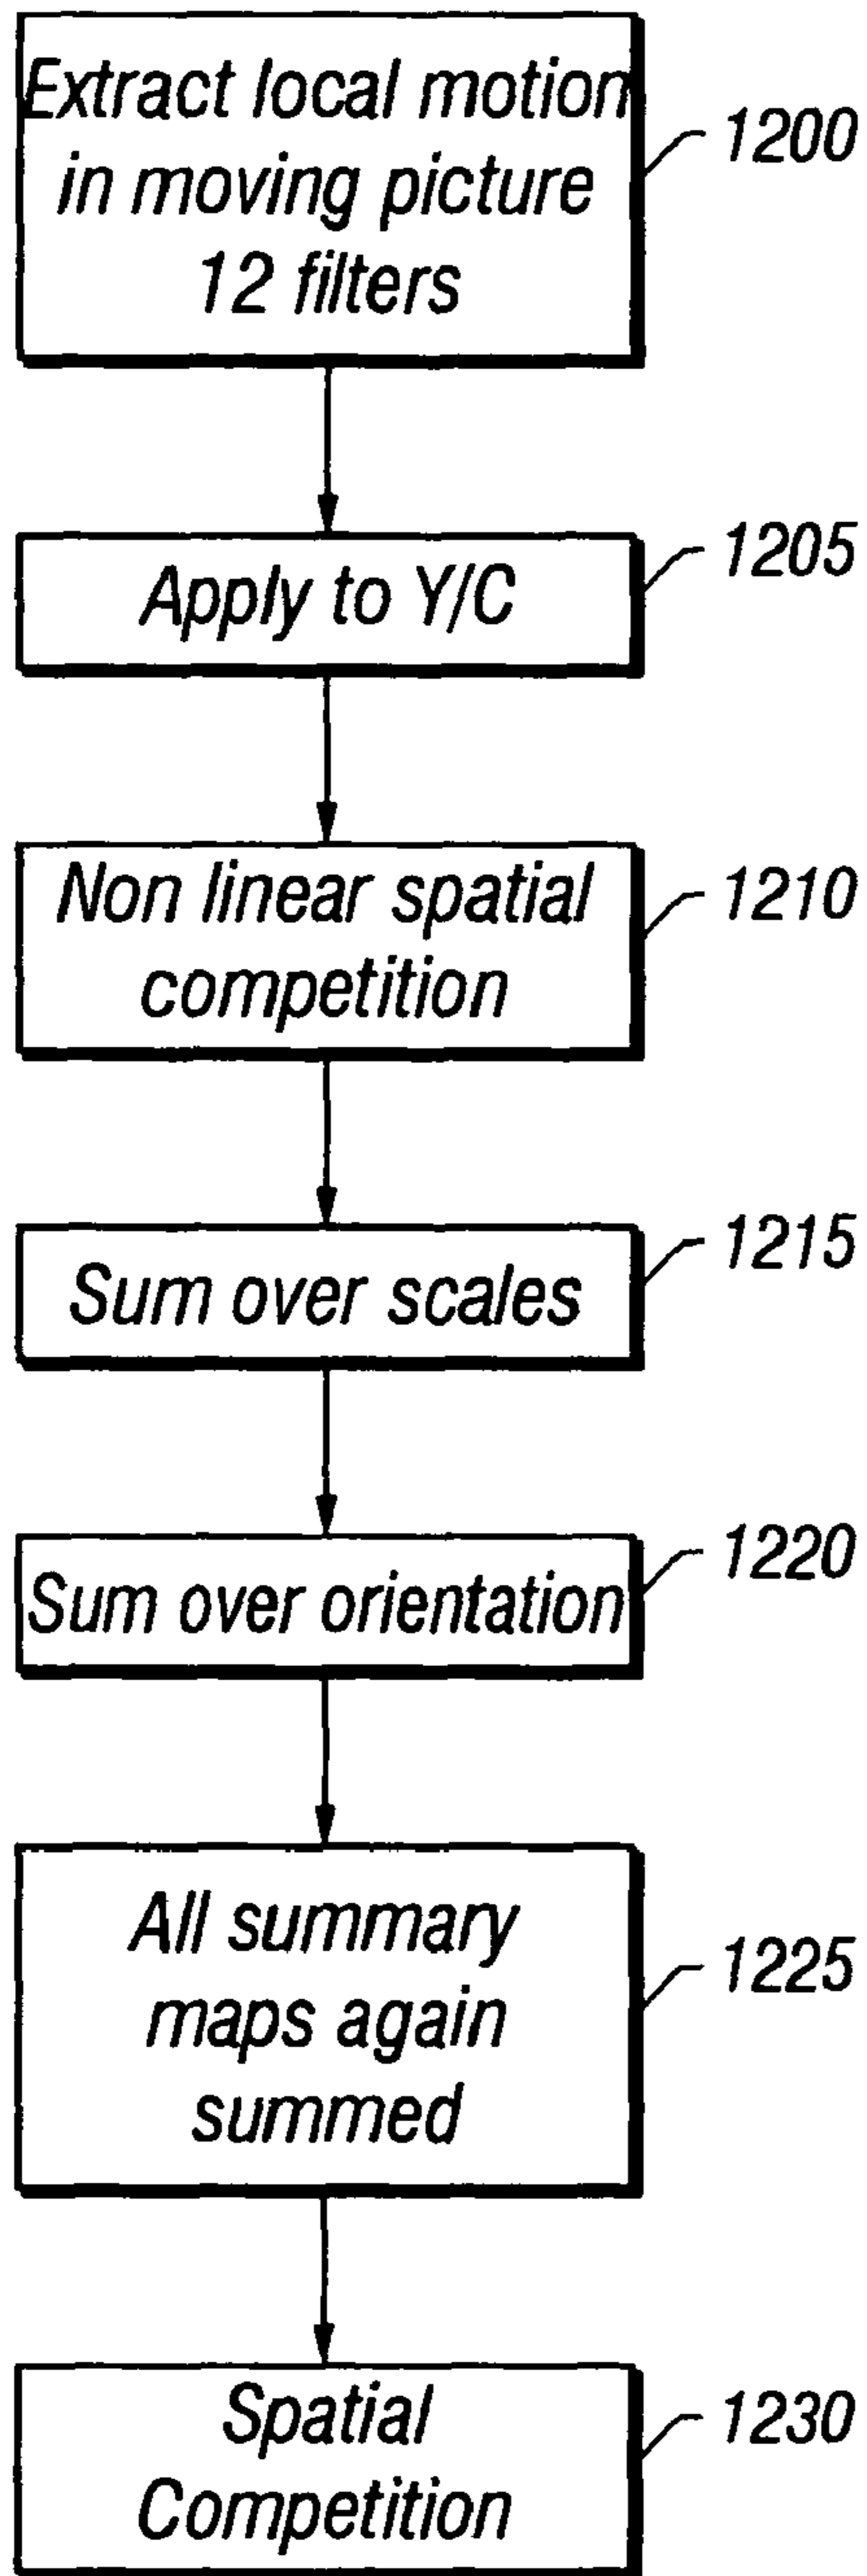 Extract local motion
in moving picture
12 filters
1200
Apply to Y/C
1205
Non linear spatial
competition
1210
Sum over scales
1215
Sum over orientation
1220
All summary
maps again
summed
1225
Spatial
Competition
1230